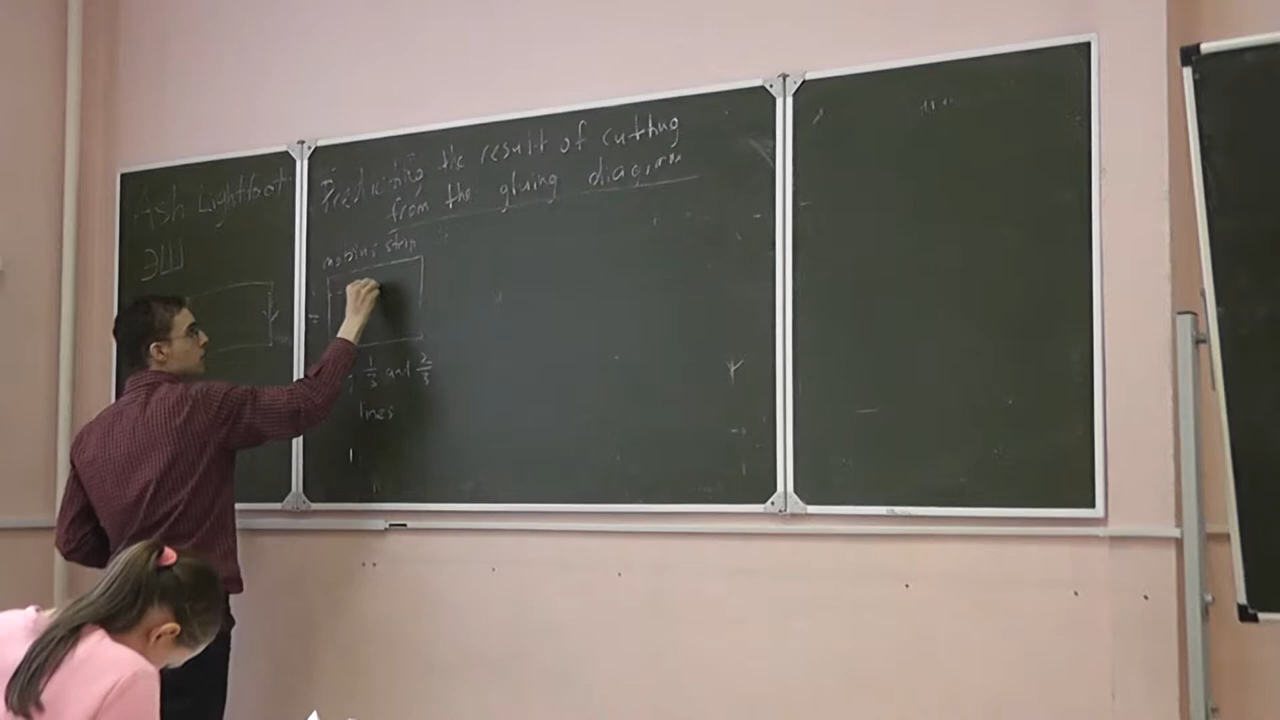 Ash Lightfoot
ЭШ
Predicting the result of cutting
from the gluing diagram
mobius strip
=
1/3 and 2/3
lines